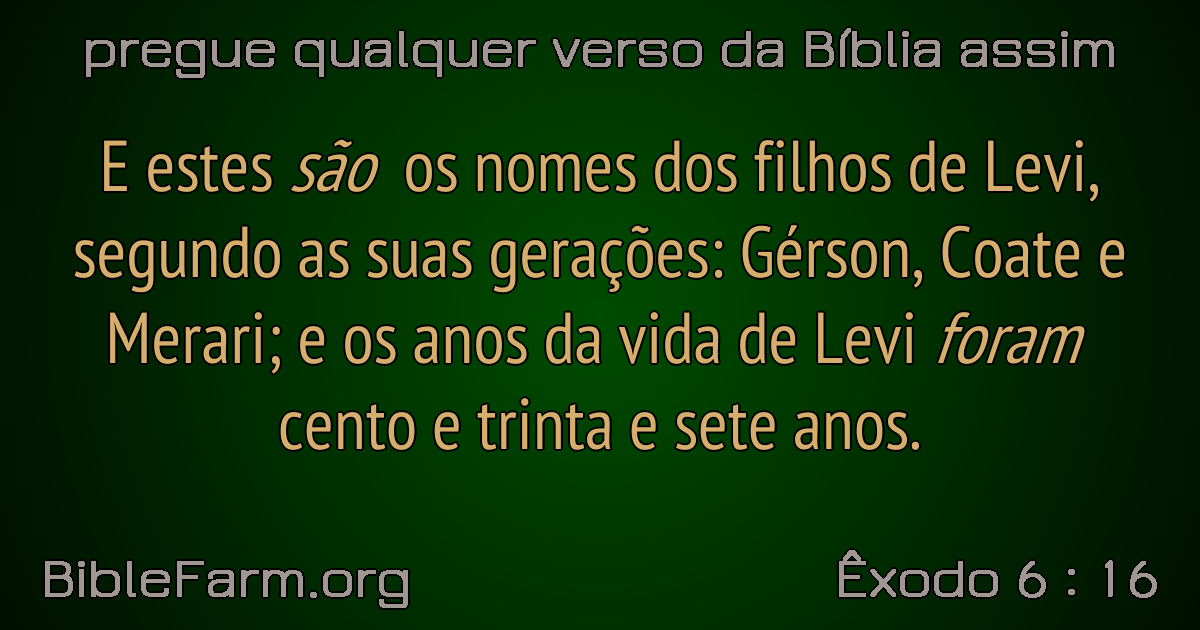 pregue qualquer verso da Bíblia assim
E estes são os nomes dos filhos de Levi,
segundo as suas gerações: Gérson, Coate e
Merari; e os anos da vida de Levi foram
cento e trinta e sete anos.
BibleFarm.org
Êxodo 6 : 16